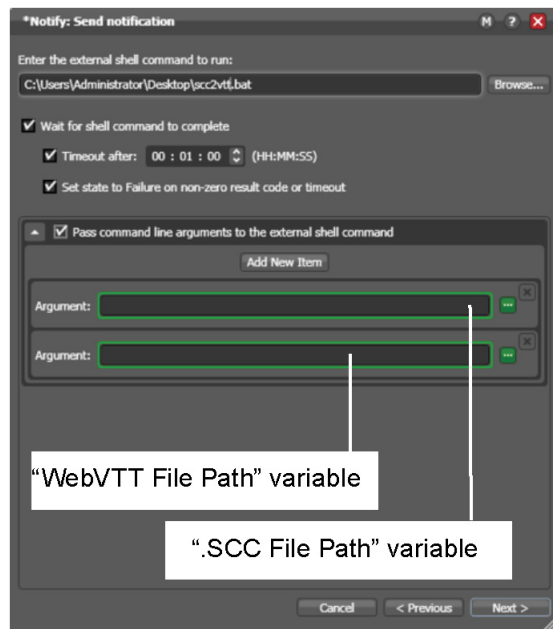 *Notify: Send notification
M ? X
Enter the external shell command to run:
C:\Users\Administrator\Desktop\scc2vtt.bat
Browse...
Wait for shell command to complete
Timeout after: 00 : 01 : 00 (HH:MM:SS)
Set state to Failure on non-zero result code or timeout
Pass command line arguments to the external shell command
Add New Item
Argument:
Argument:
“WebVTT File Path” variable
“.SCC File Path” variable
Cancel < Previous Next >